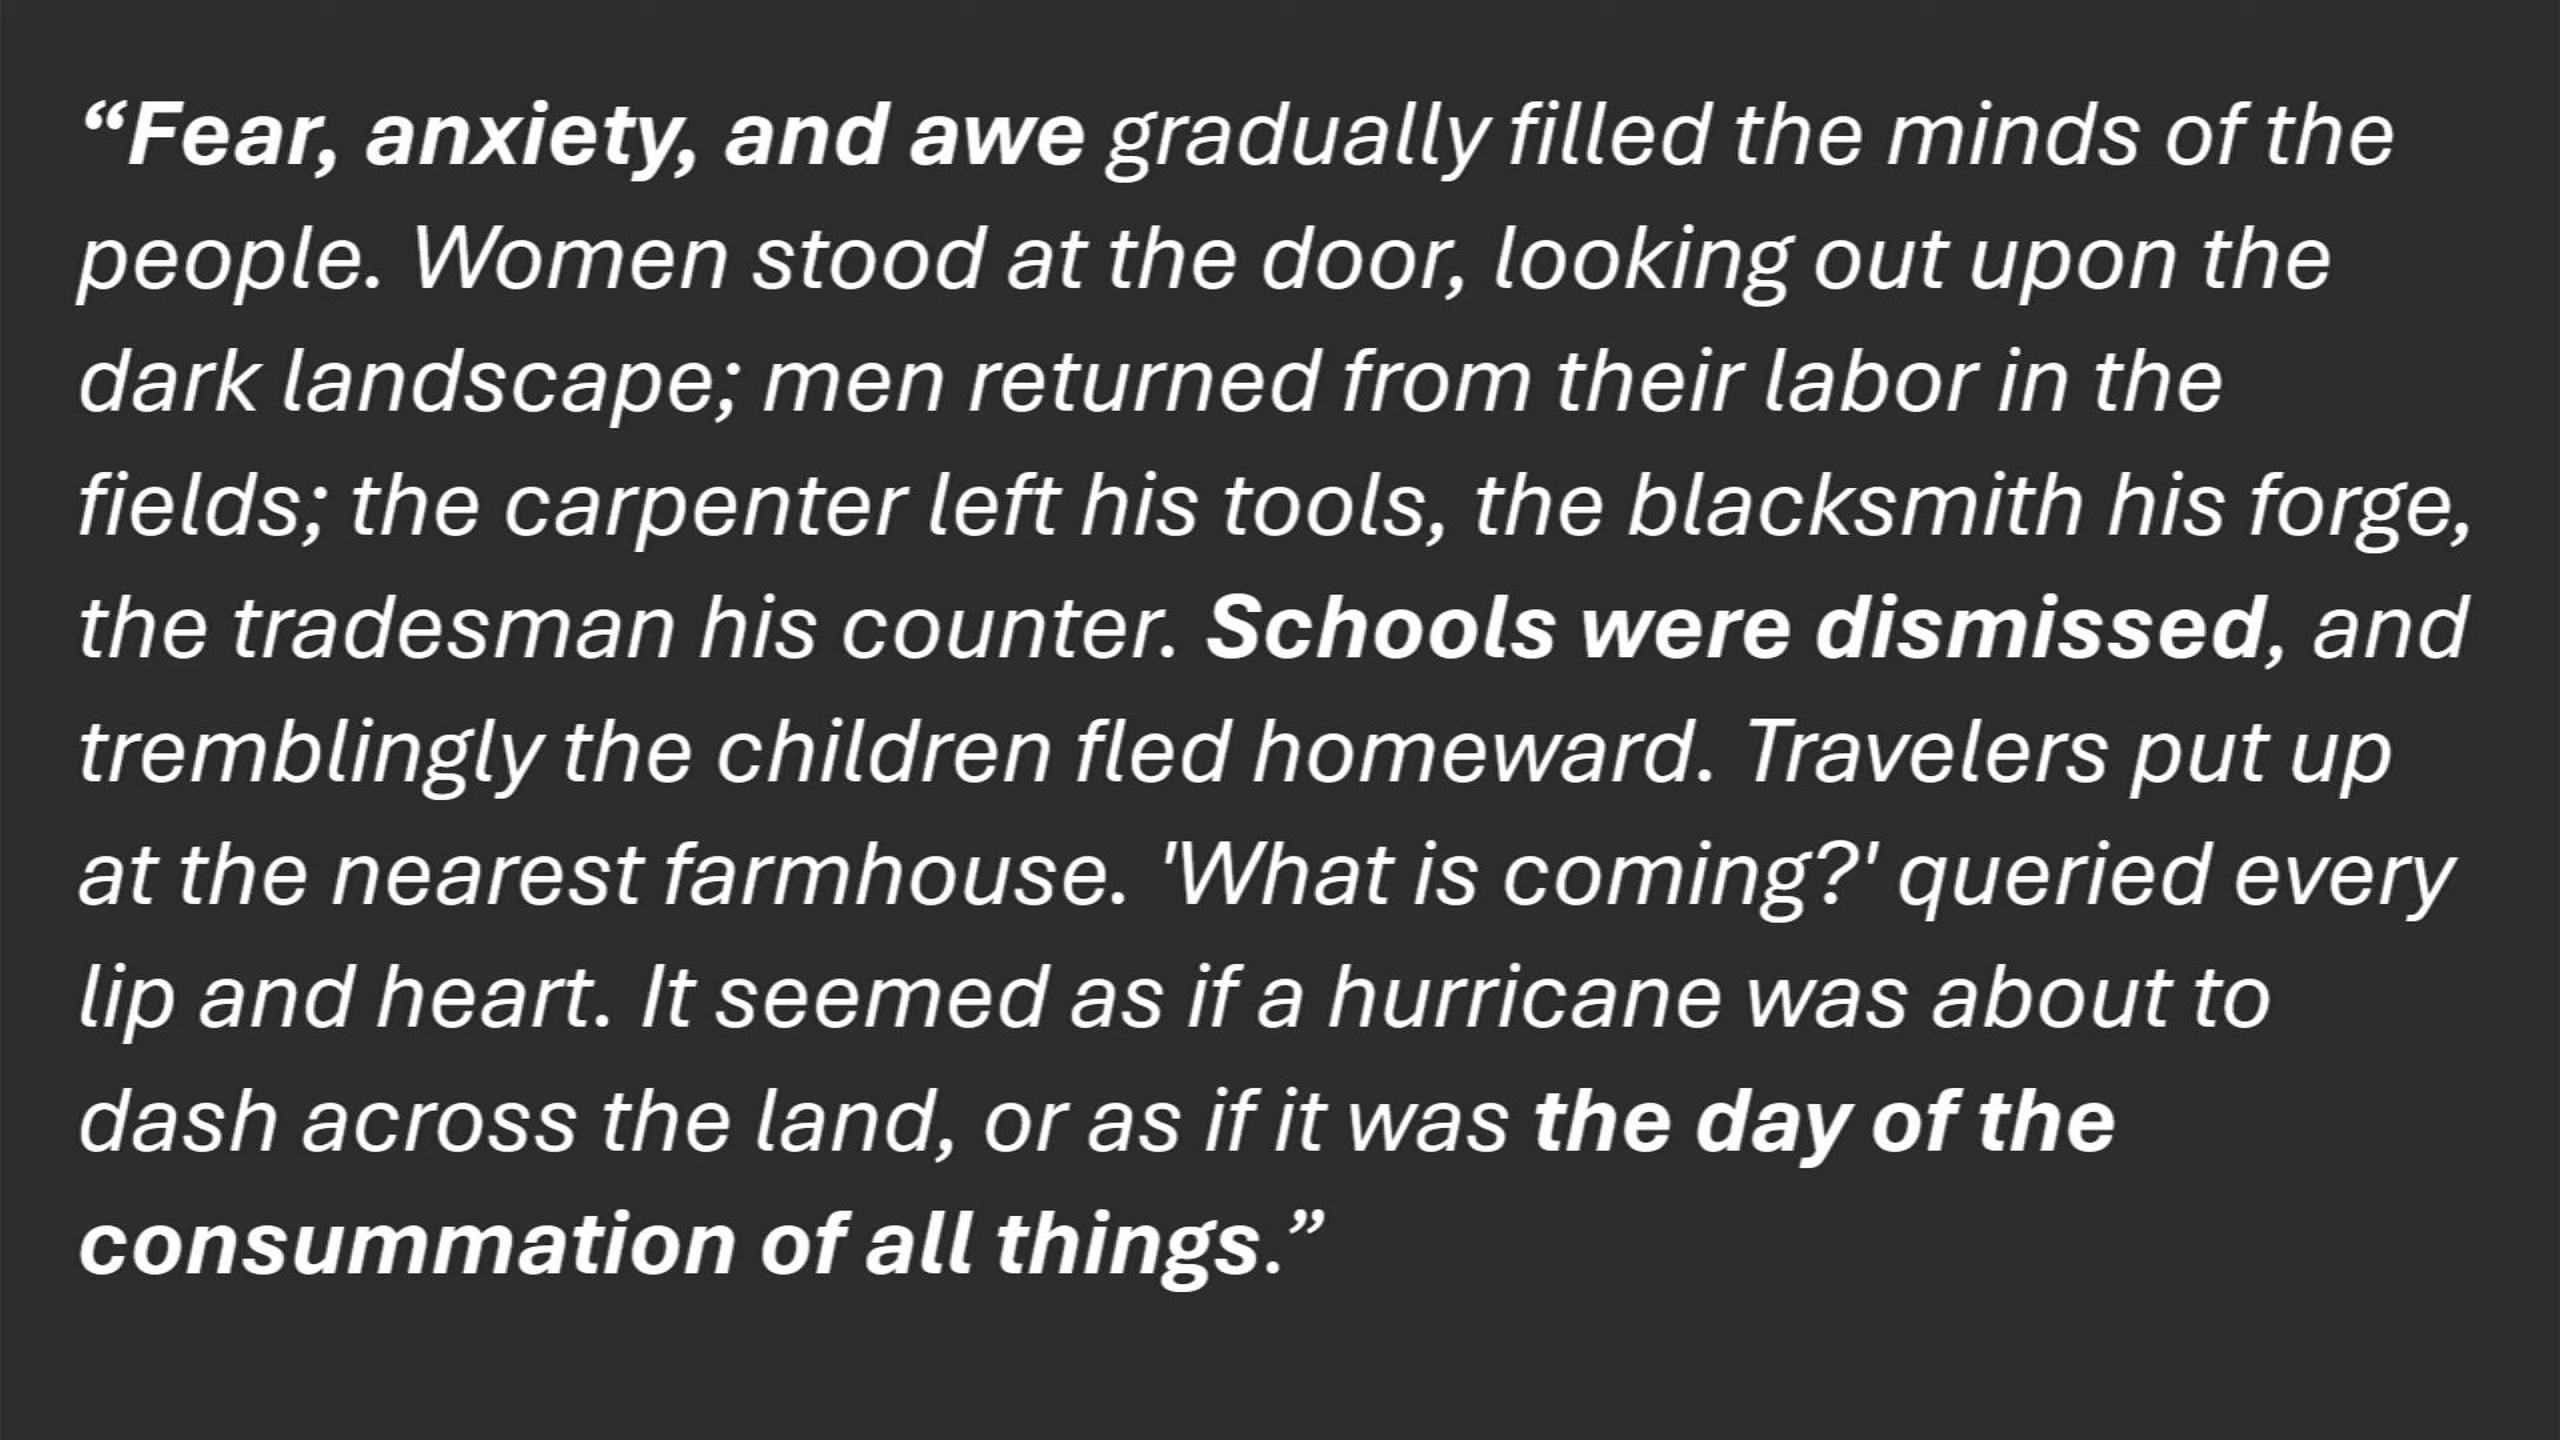 “Fear, anxiety, and awe gradually filled the minds of the
people. Women stood at the door, looking out upon the
dark landscape; men returned from their labor in the
fields; the carpenter left his tools, the blacksmith his forge,
the tradesman his counter. Schools were dismissed, and
tremblingly the children fled homeward. Travelers put up
at the nearest farmhouse. 'What is coming?' queried every
lip and heart. It seemed as if a hurricane was about to
dash across the land, or as if it was the day of the
consummation of all things.”